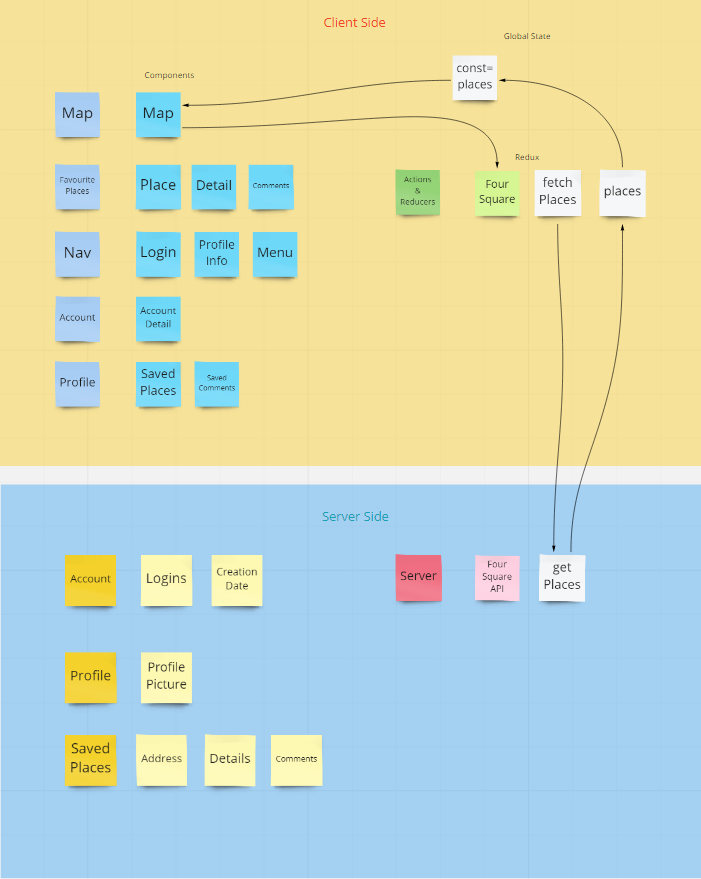 Client Side
Global State
const=
places
Components
Map
Map
Redux
Favourite
Places
Place
Detail
Comments
Actions
&
Reducers
Four
Square
fetch
Places
places
Nav
Login
Profile
Info
Menu
Account
Account
Detail
Profile
Saved
Places
Saved
Comments
Server Side
Account
Logins
Creation
Date
Server
Four
Square
API
get
Places
Profile
Profile
Picture
Saved
Places
Address
Details
Comments